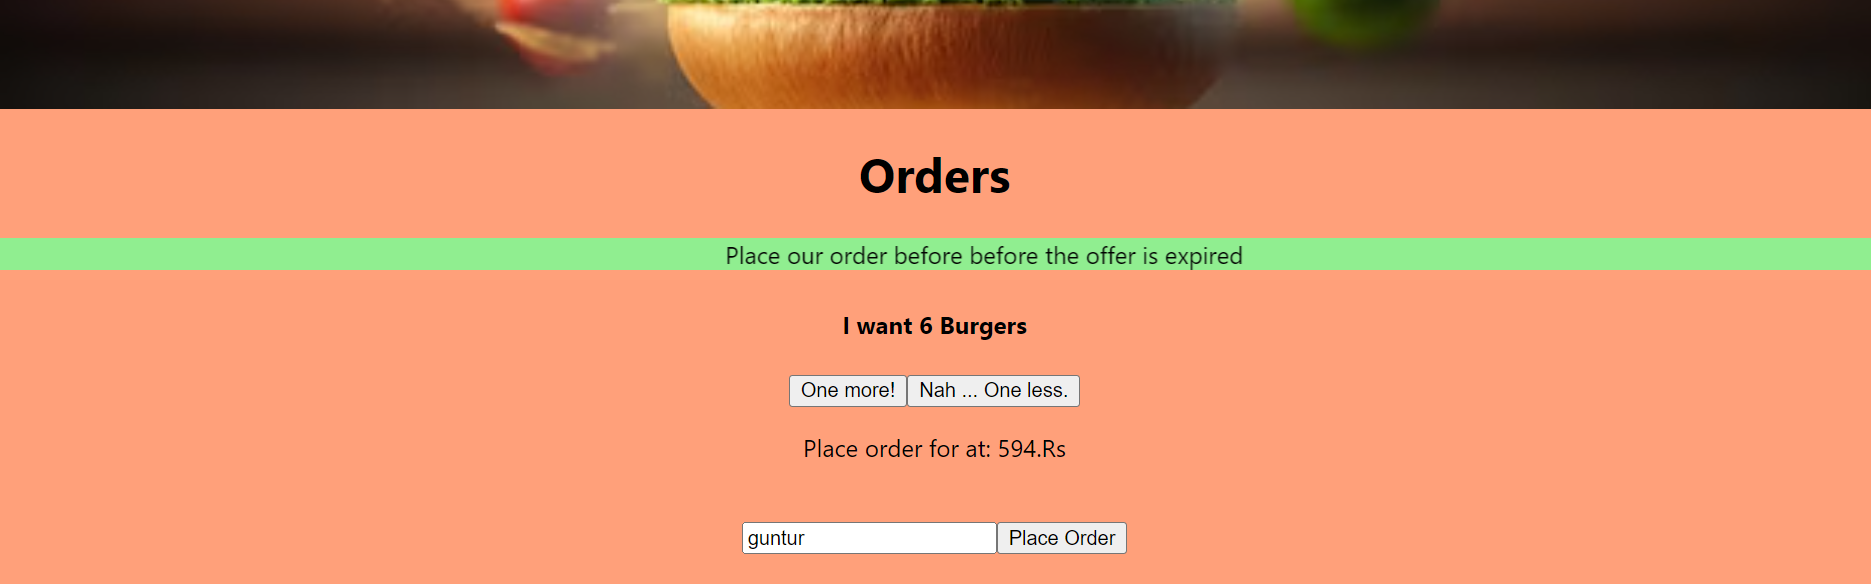 Orders
Place our order before before the offer is expired
I want 6 Burgers
One more! Nah ... One less.
Place order for at: 594.Rs
guntur Place Order